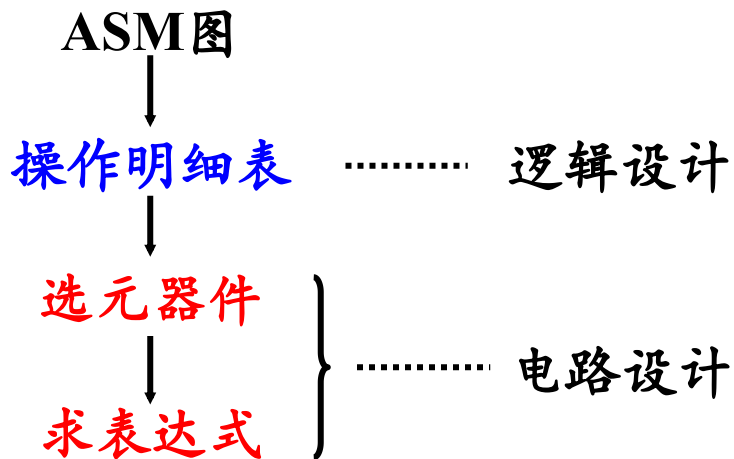 ASM图
操作明细表
逻辑设计
选元器件
电路设计
求表达式